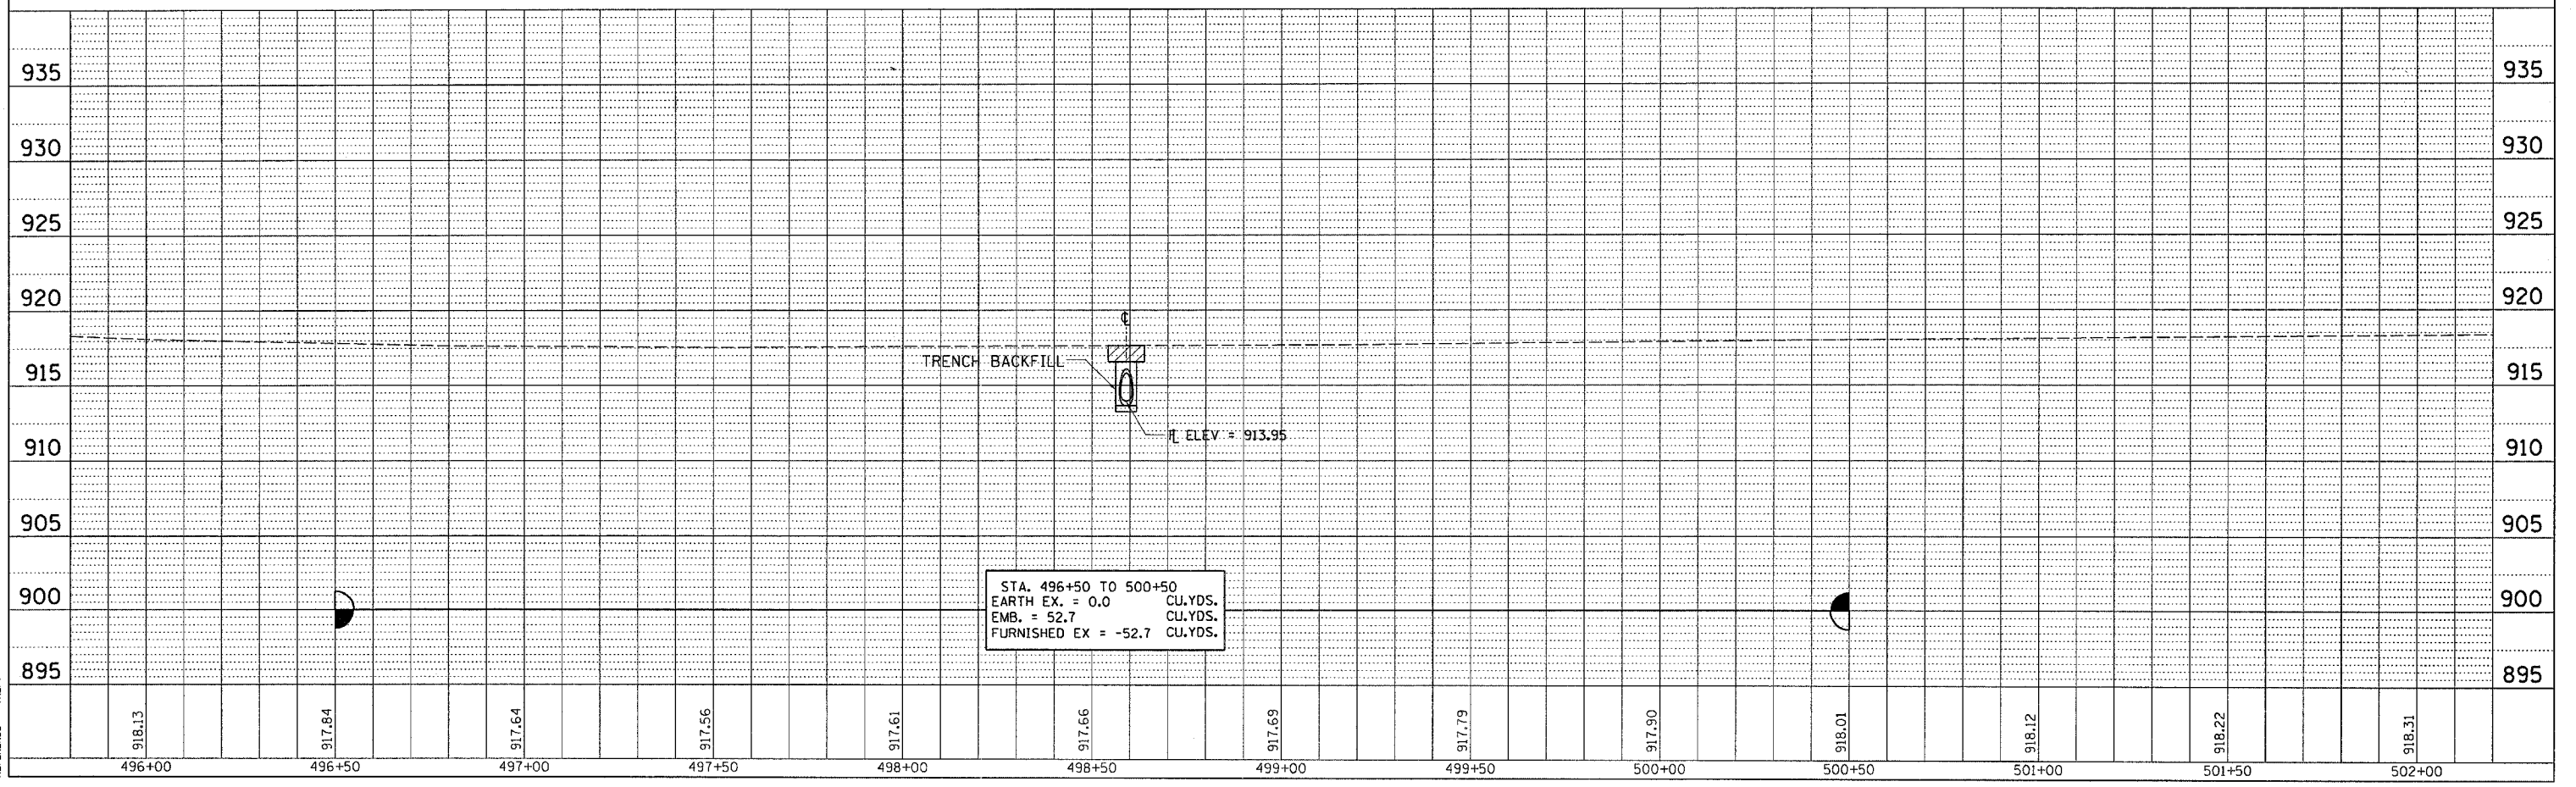 935 935
930 930
925 925
920 920
℄
TRENCH BACKFILL
915 915
ELEV = 913.95
910 910
905 905
STA. 496+50 TO 500+50
EARTH EX. = 0.0 CU.YDS.
900 900
EMB. = 52.7 CU.YDS.
FURNISHED EX = -52.7 CU.YDS.
895 895
918.13 917.84 917.64 917.56 917.61 917.66 917.69 917.79 917.90 918.01 918.12 918.22 918.31
496+00 496+50 497+00 497+50 498+00 498+50 499+00 499+50 500+00 500+50 501+00 501+50 502+00